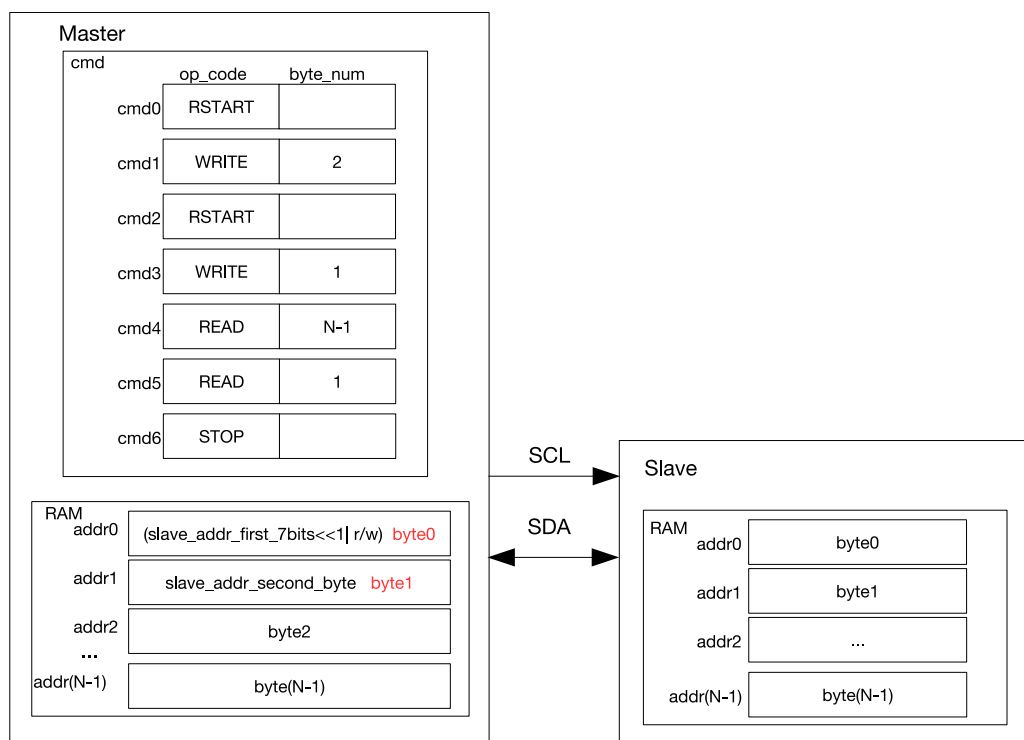 Master
cmd
op_code byte_num
cmd0 RSTART
cmd1 WRITE 2
cmd2 RSTART
cmd3 WRITE 1
cmd4 READ N-1
cmd5 READ 1
cmd6 STOP
RAM
addr0 (slave_addr_first_7bits<<1| r/w) byte0
addr1 slave_addr_second_byte byte1
addr2 byte2
...
addr(N-1) byte(N-1)
SCL
SDA
Slave
RAM
addr0 byte0
addr1 byte1
addr2 ...
addr(N-1) byte(N-1)